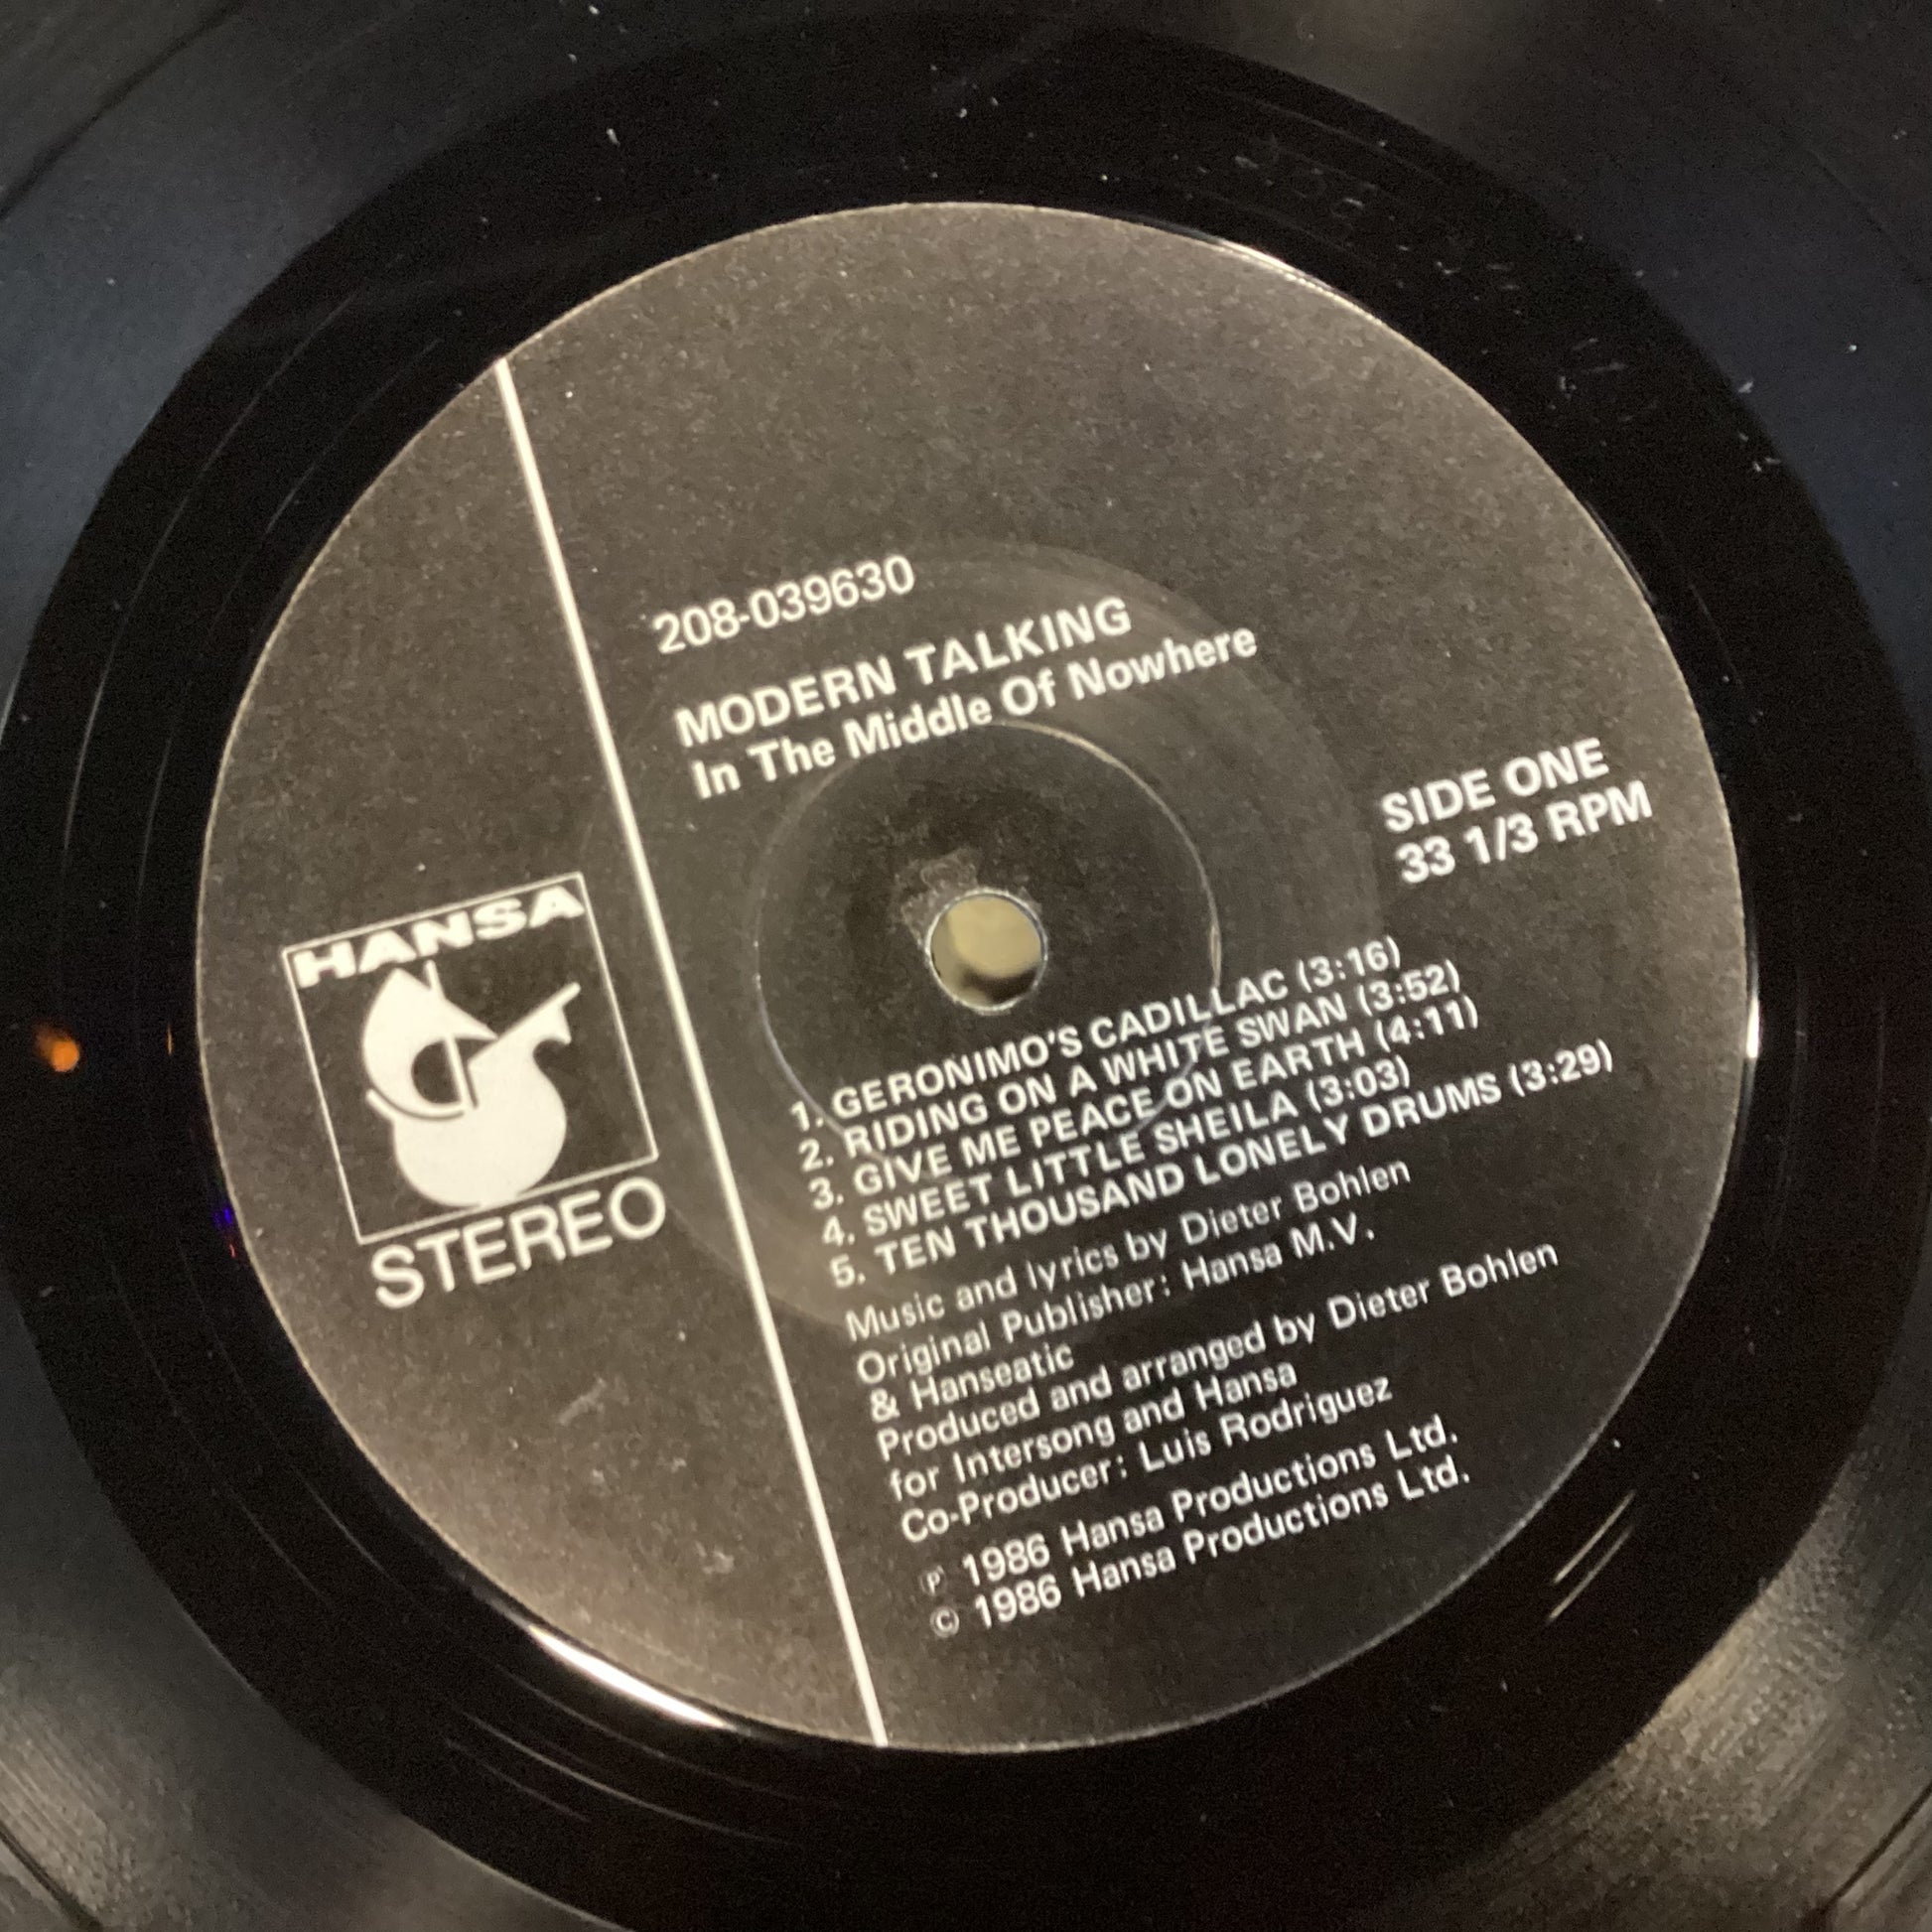 208-039630
MODERN TALKING
In The Middle Of Nowhere
SIDE ONE
33 1/3 RPM
HANSA
STEREO
1. GERONIMO'S CADILLAC (3:16)
2. RIDING ON A WHITE SWAN (3:52)
3. GIVE ME PEACE ON EARTH (4:11)
4. SWEET LITTLE SHEILA (3:03)
5. TEN THOUSAND LONELY DRUMS (3:29)
Music and lyrics by Dieter Bohlen
Original Publisher: Hansa M.V.
& Hanseatic
Produced and arranged by Dieter Bohlen
for Intersong and Hansa
Co-Producer: Luis Rodriguez
℗ 1986 Hansa Productions Ltd.
© 1986 Hansa Productions Ltd.